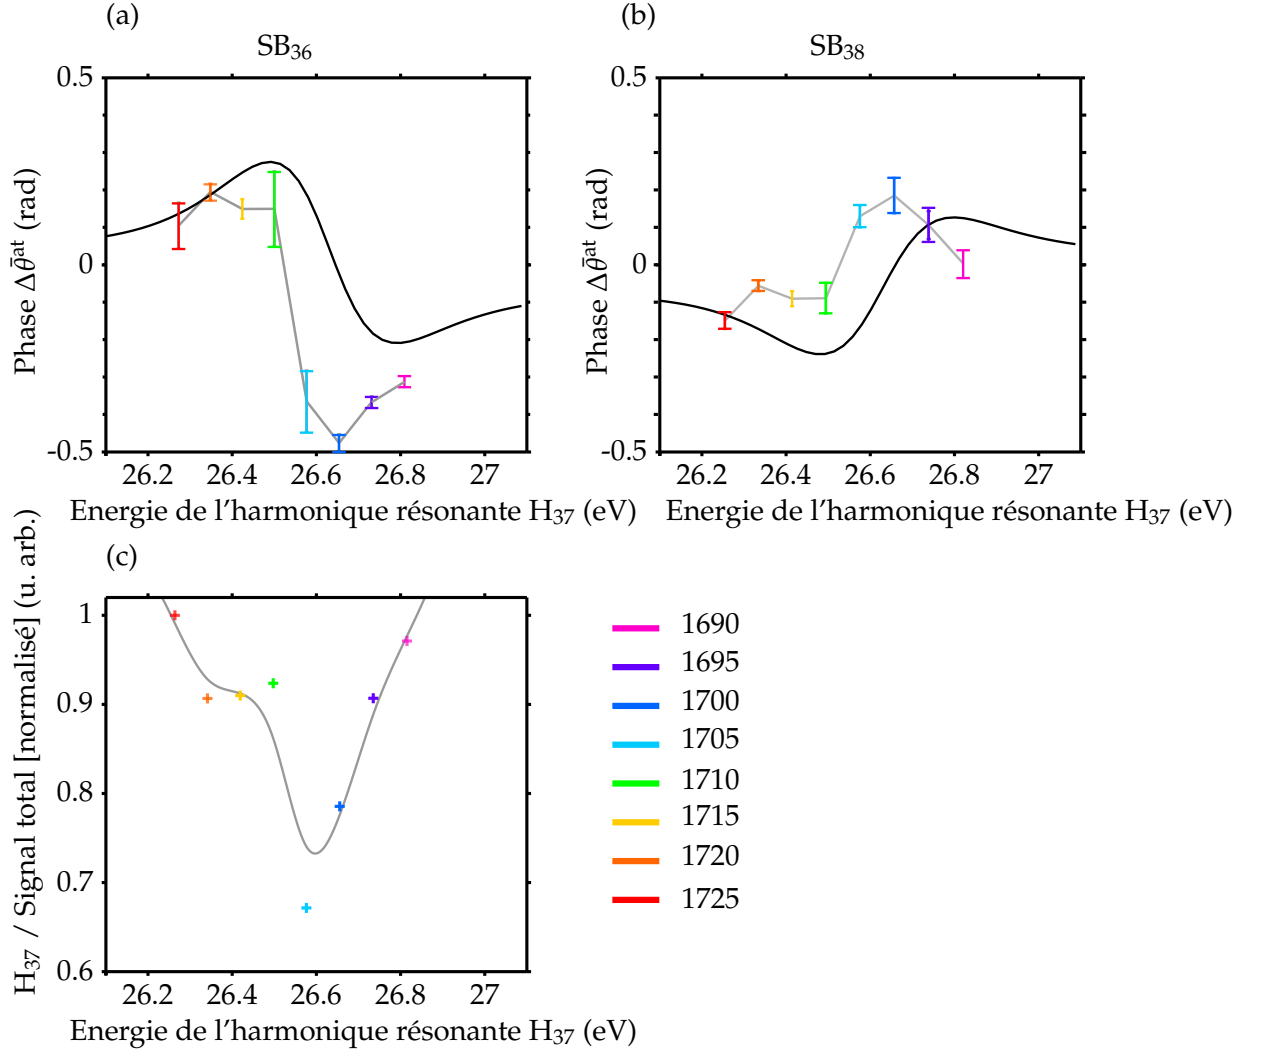 (a)
SB36
0.5
0
-0.5
Phase Δθ̄at (rad)
26.2 26.4 26.6 26.8 27
Energie de l'harmonique résonante H37 (eV)
(b)
SB38
0.5
0
-0.5
Phase Δθ̄at (rad)
26.2 26.4 26.6 26.8 27
Energie de l'harmonique résonante H37 (eV)
(c)
1
0.9
0.8
0.7
0.6
H37 / Signal total [normalisé] (u. arb.)
26.2 26.4 26.6 26.8 27
Energie de l'harmonique résonante H37 (eV)
1690
1695
1700
1705
1710
1715
1720
1725